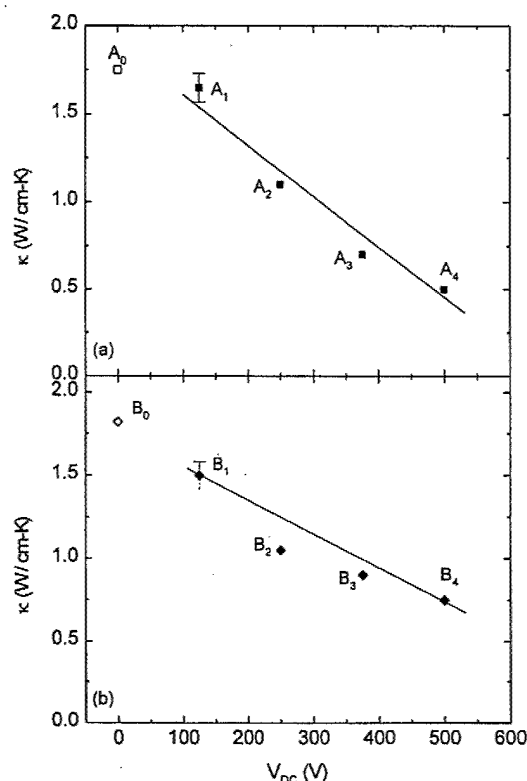 2.0
A₀
A₁
1.5
A₂
1.0
κ (W/cm-K)
A₃
A₄
0.5
(a)
0.0
2.0
B₀
B₁
1.5
B₂
1.0
κ (W/cm-K)
B₃
B₄
0.5
(b)
0.0
0 100 200 300 400 500 600
V_DC (V)